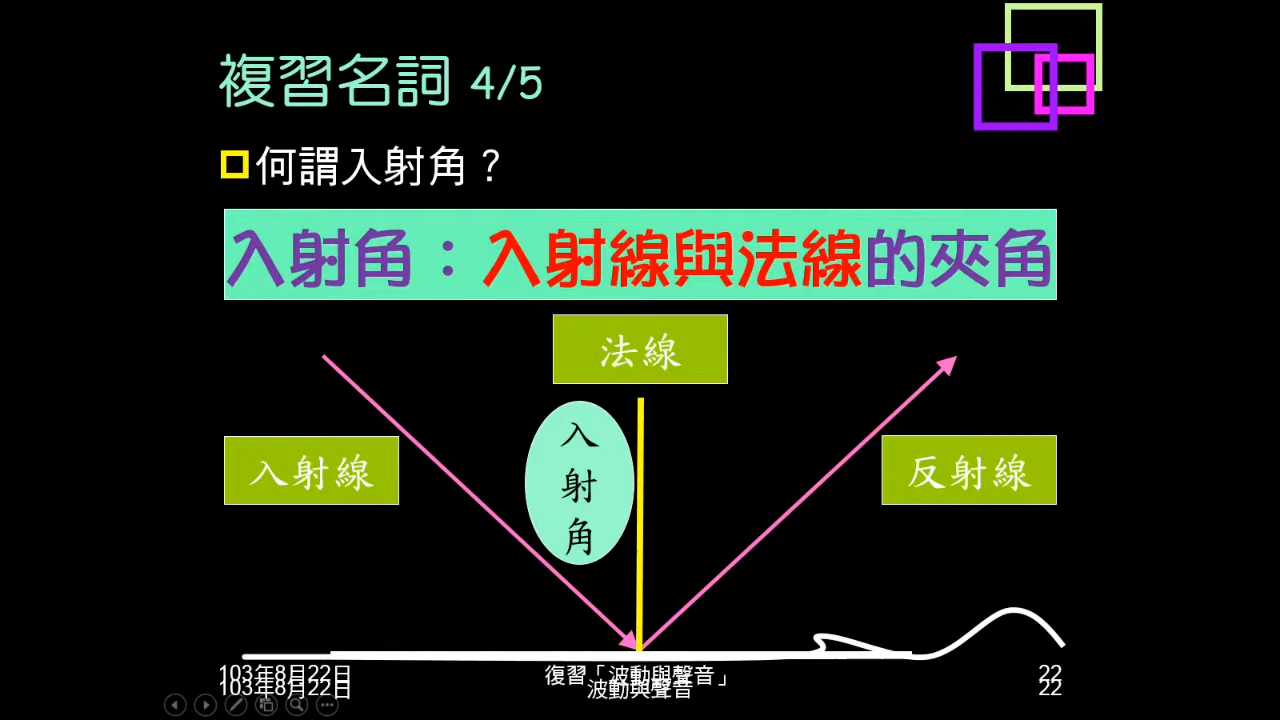 複習名詞 4/5
何謂入射角？
入射角：入射線與法線的夾角
法線
入射角
入射線
反射線
103年8月22日
復習「波動與聲音」
22
103年8月22日
波動與聲音
22